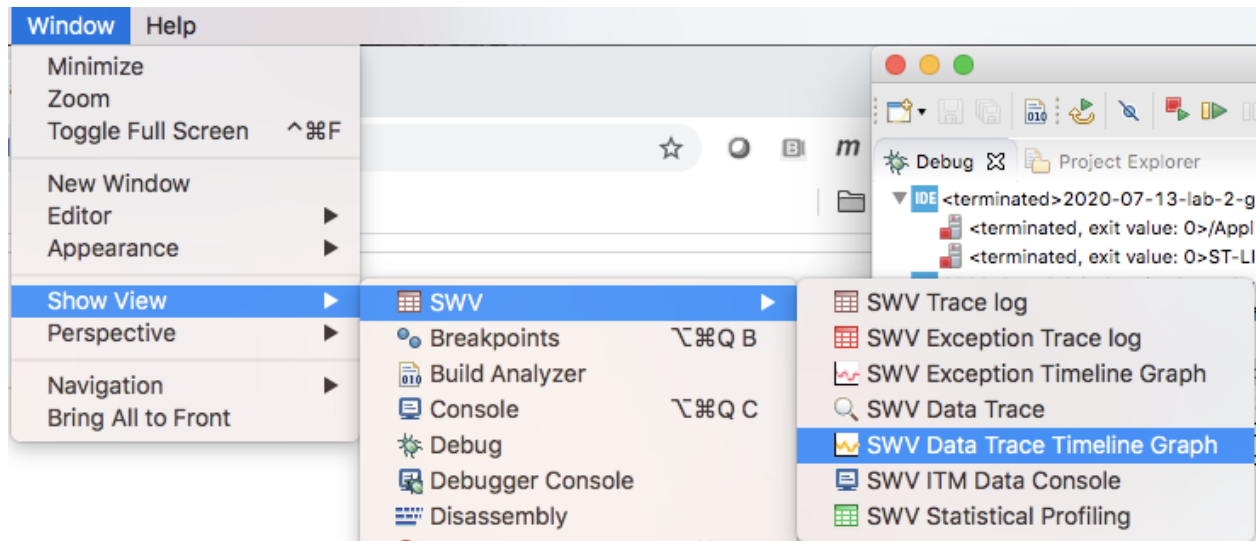 Window Help
Minimize
Zoom
Toggle Full Screen ^⌘F
New Window
Editor
Appearance
Show View
Perspective
Navigation
Bring All to Front
SWV
Breakpoints ⌥⌘Q B
Build Analyzer
Console ⌥⌘Q C
Debug
Debugger Console
Disassembly
SWV Trace log
SWV Exception Trace log
SWV Exception Timeline Graph
SWV Data Trace
SWV Data Trace Timeline Graph
SWV ITM Data Console
SWV Statistical Profiling
m
010
Debug Project Explorer
IDE <terminated>2020-07-13-lab-2-g
<terminated, exit value: 0>/Appl
<terminated, exit value: 0>ST-LI